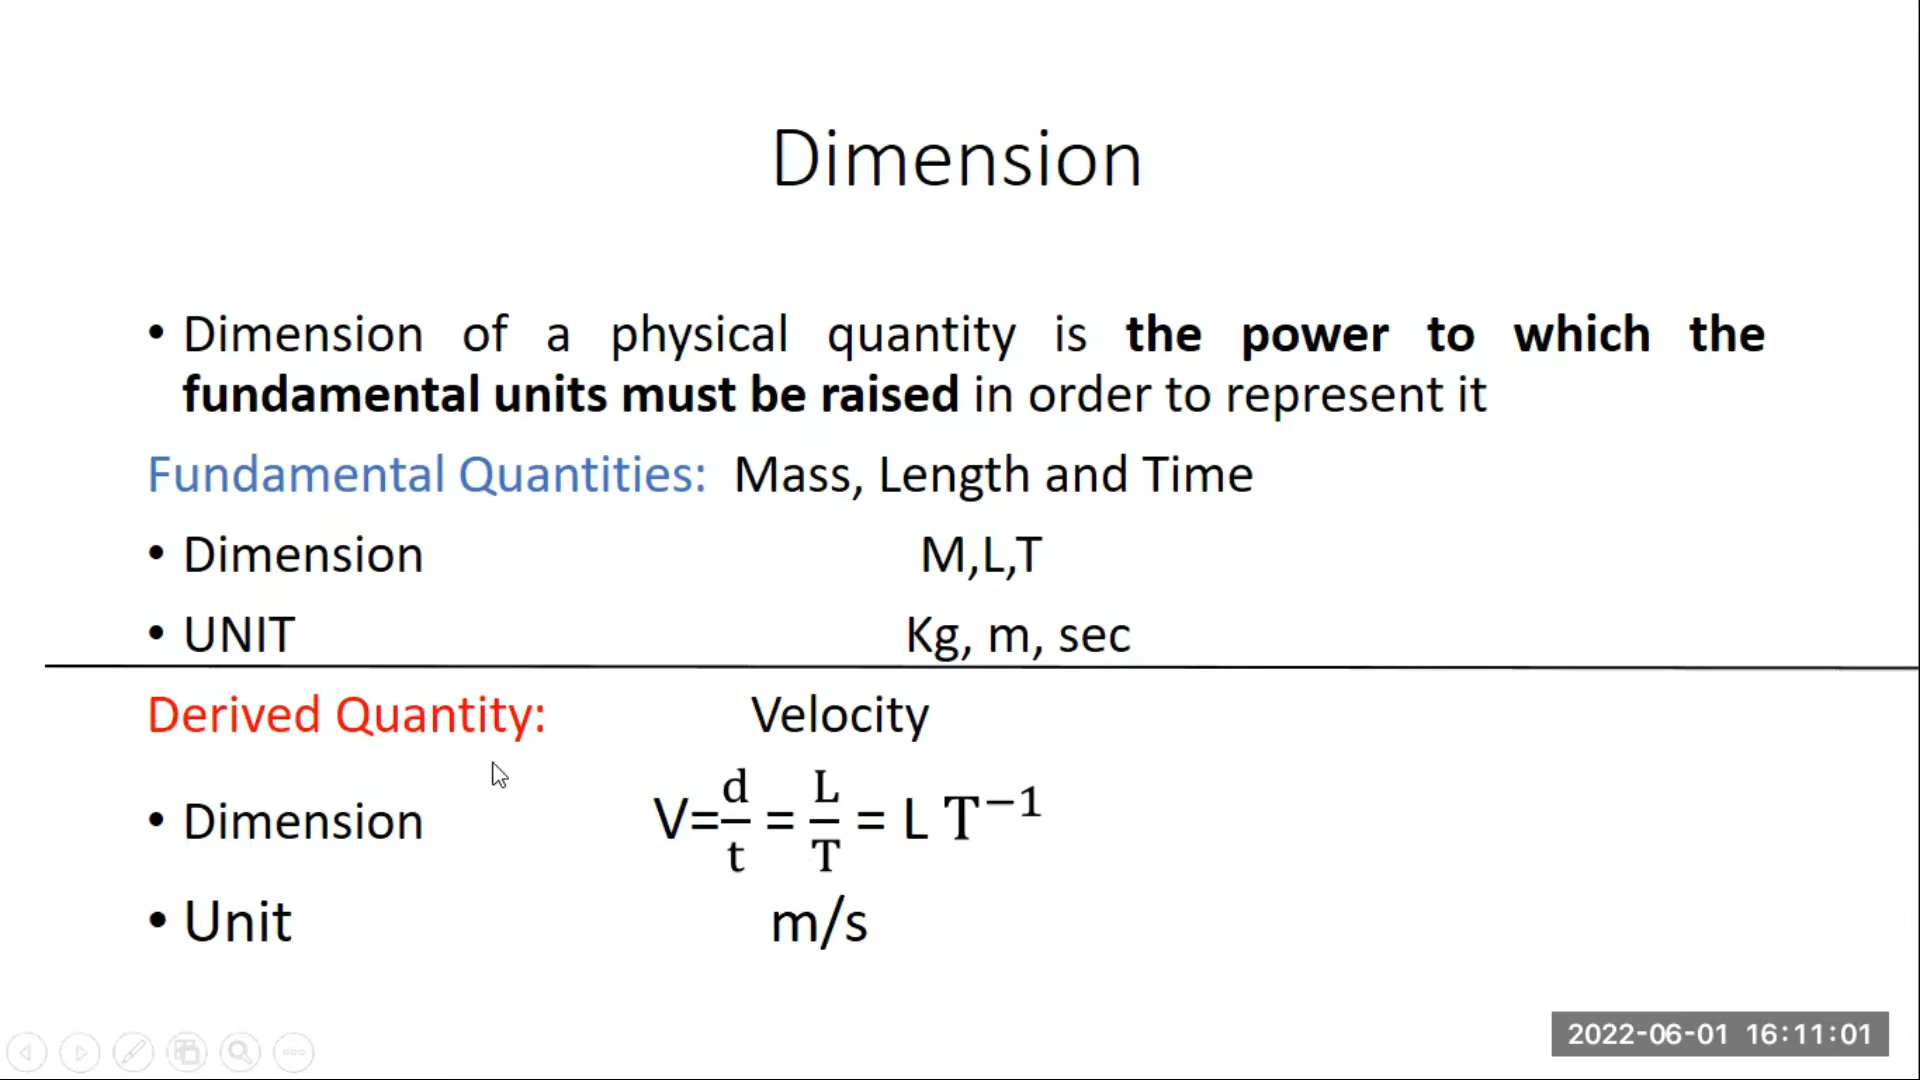 Dimension
• Dimension of a physical quantity is the power to which the
fundamental units must be raised in order to represent it
Fundamental Quantities: Mass, Length and Time
• Dimension M,L,T
• UNIT Kg, m, sec
Derived Quantity: Velocity
• Dimension V=d/t = L/T = L T⁻¹
• Unit m/s
2022-06-01 16:11:01